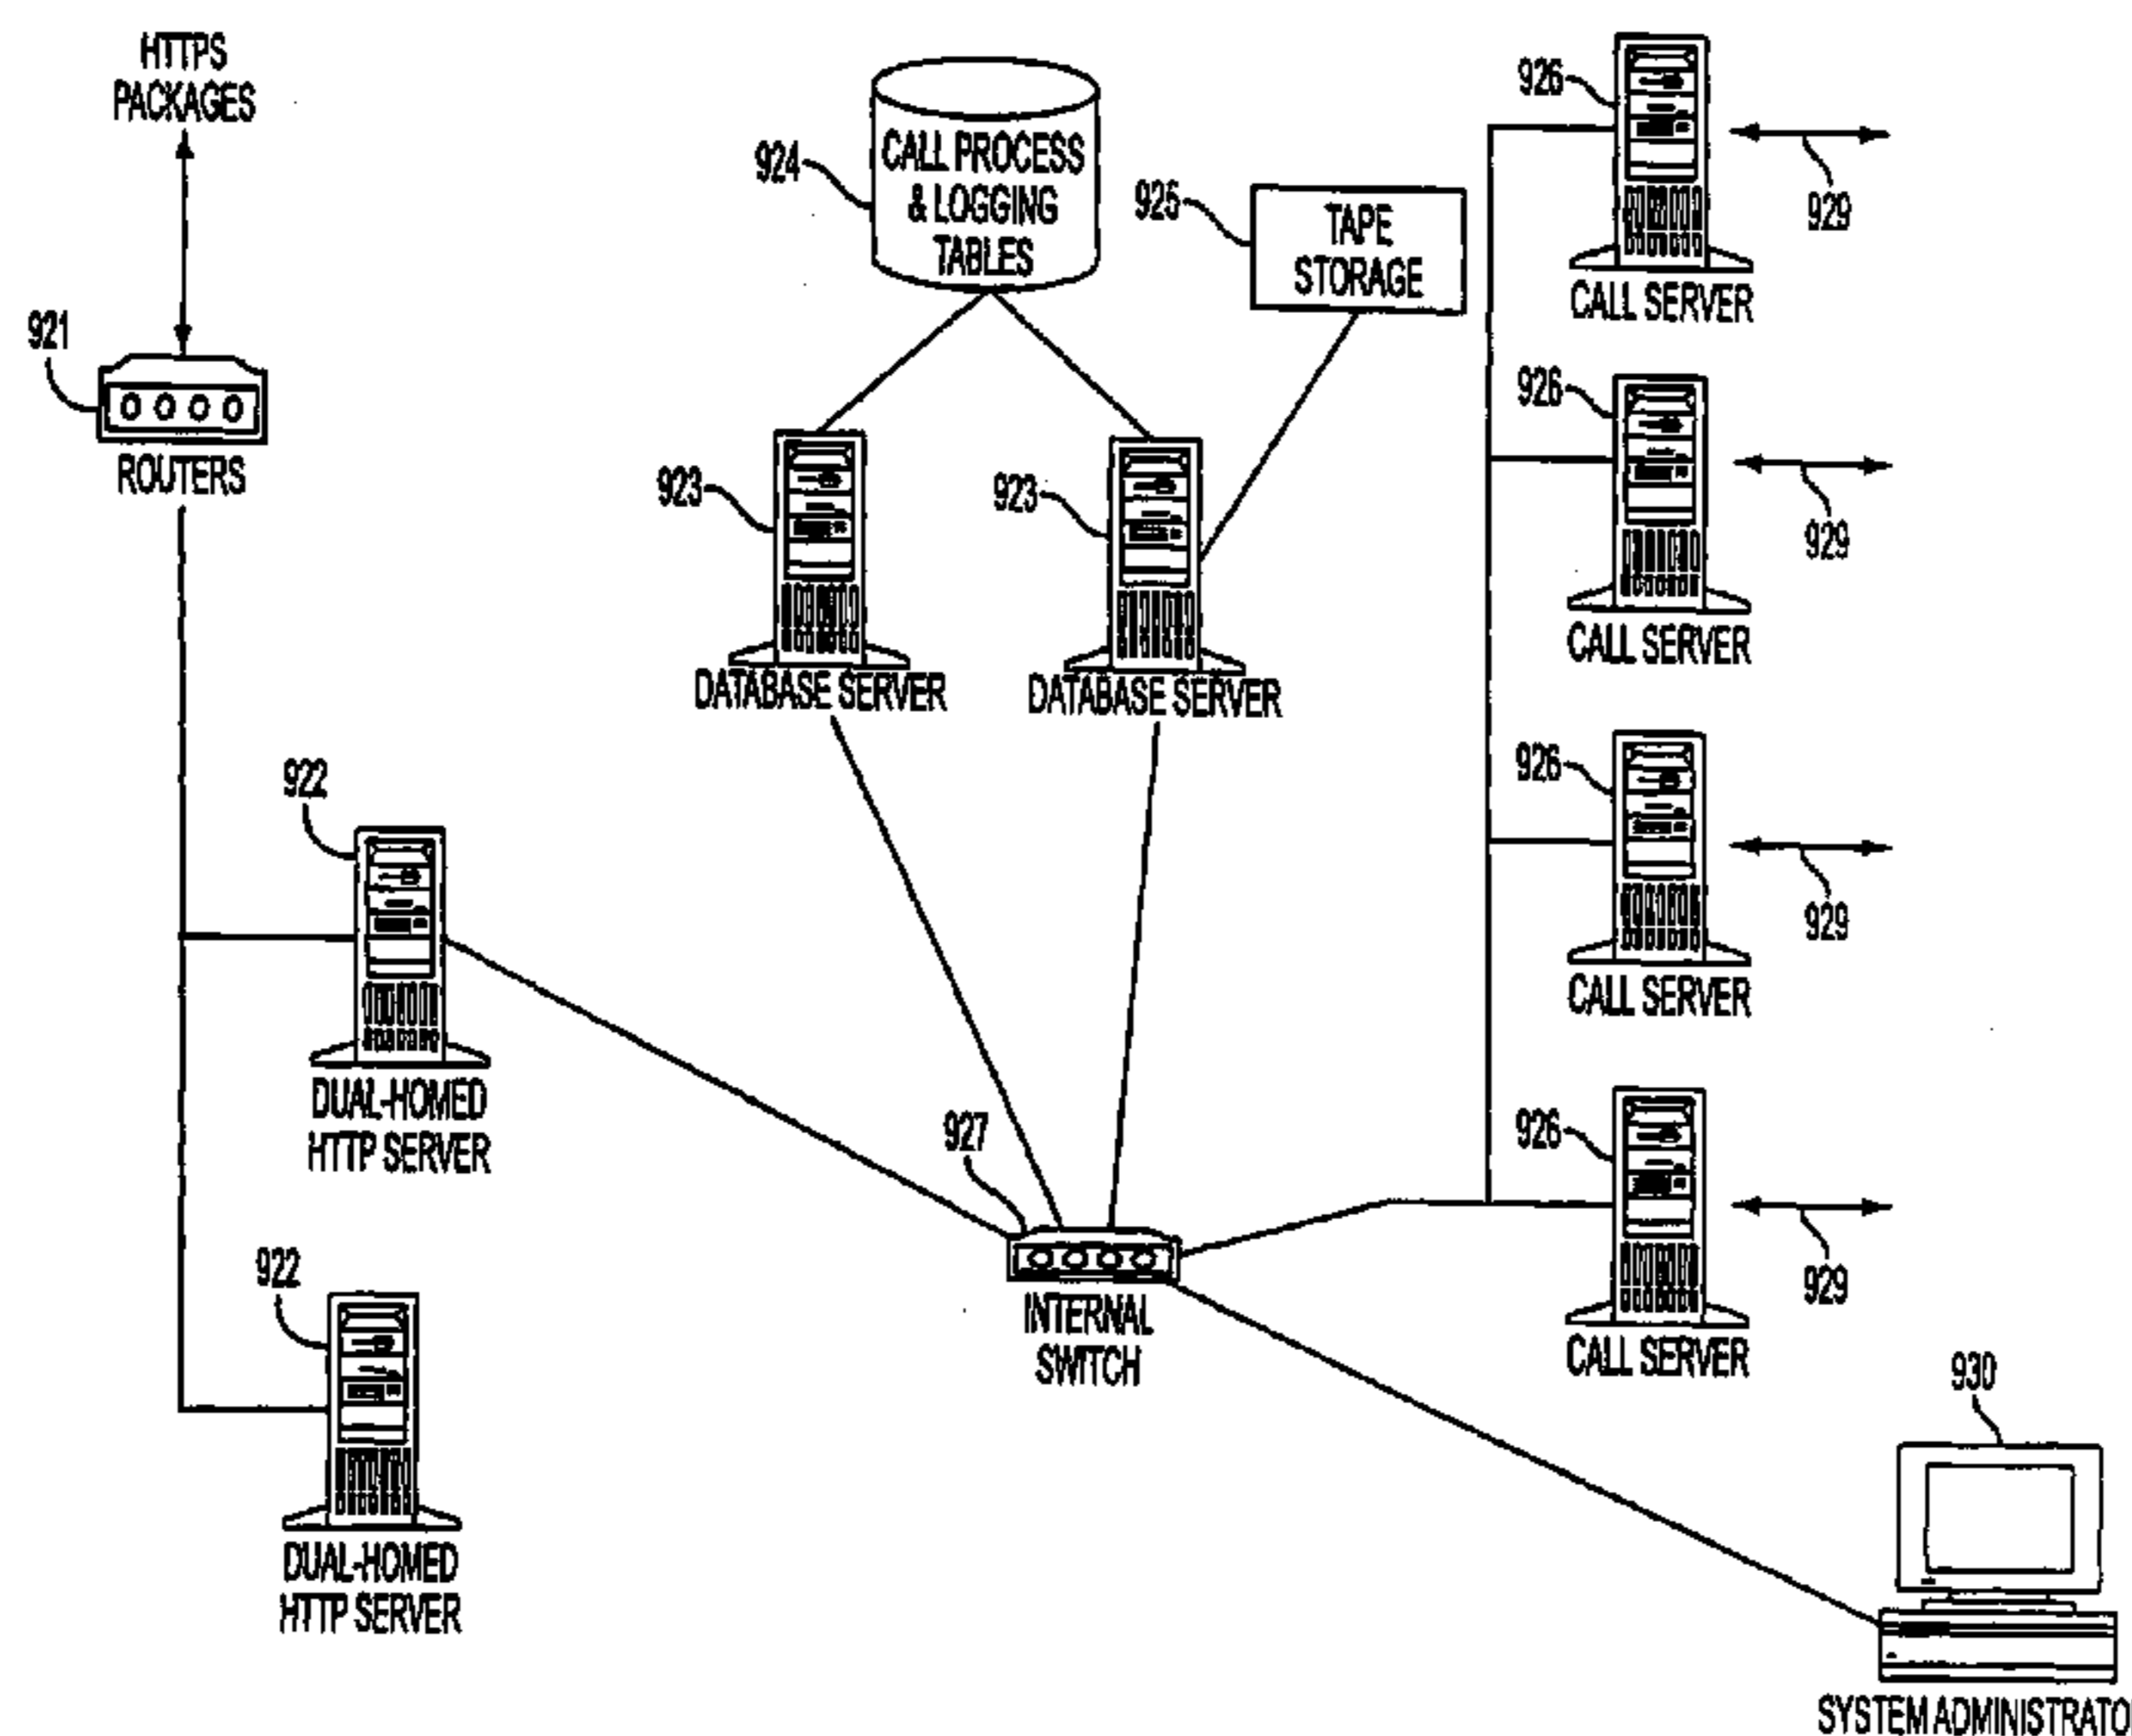 HTTPS
PACKAGES
921
ROUTERS
924
CALL PROCESS
& LOGGING
TABLES
925
TAPE
STORAGE
923
DATABASE SERVER
923
DATABASE SERVER
926
929
CALL SERVER
926
929
CALL SERVER
926
929
CALL SERVER
926
929
CALL SERVER
922
DUAL-HOMED
HTTP SERVER
922
DUAL-HOMED
HTTP SERVER
927
INTERNAL
SWITCH
930
SYSTEM ADMINISTRATO